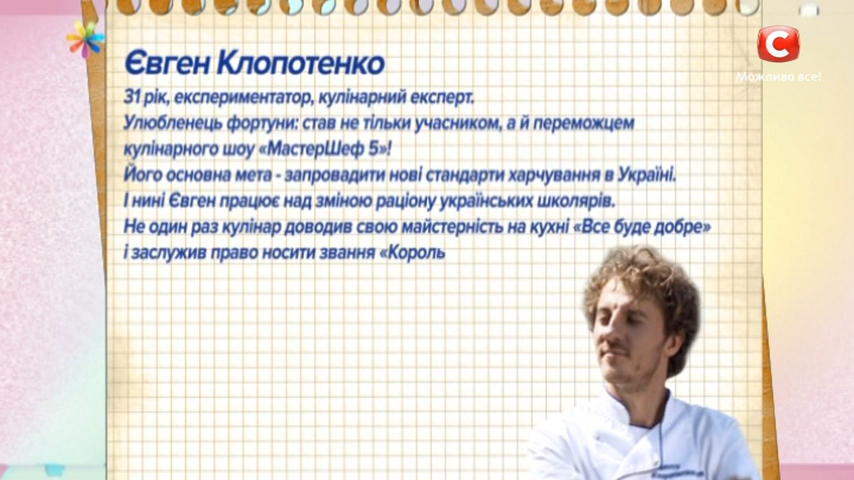 Євген Клопотенко
31 рік, експериментатор, кулінарний експерт.
Улюбленець фортуни: став не тільки учасником, а й переможцем
кулінарного шоу «МастерШеф 5»!
Його основна мета - запровадити нові стандарти харчування в Україні.
І нині Євген працює над зміною раціону українських школярів.
Не один раз кулінар доводив свою майстерність на кухні «Все буде добре»
і заслужив право носити звання «Король
С
Можливо все!